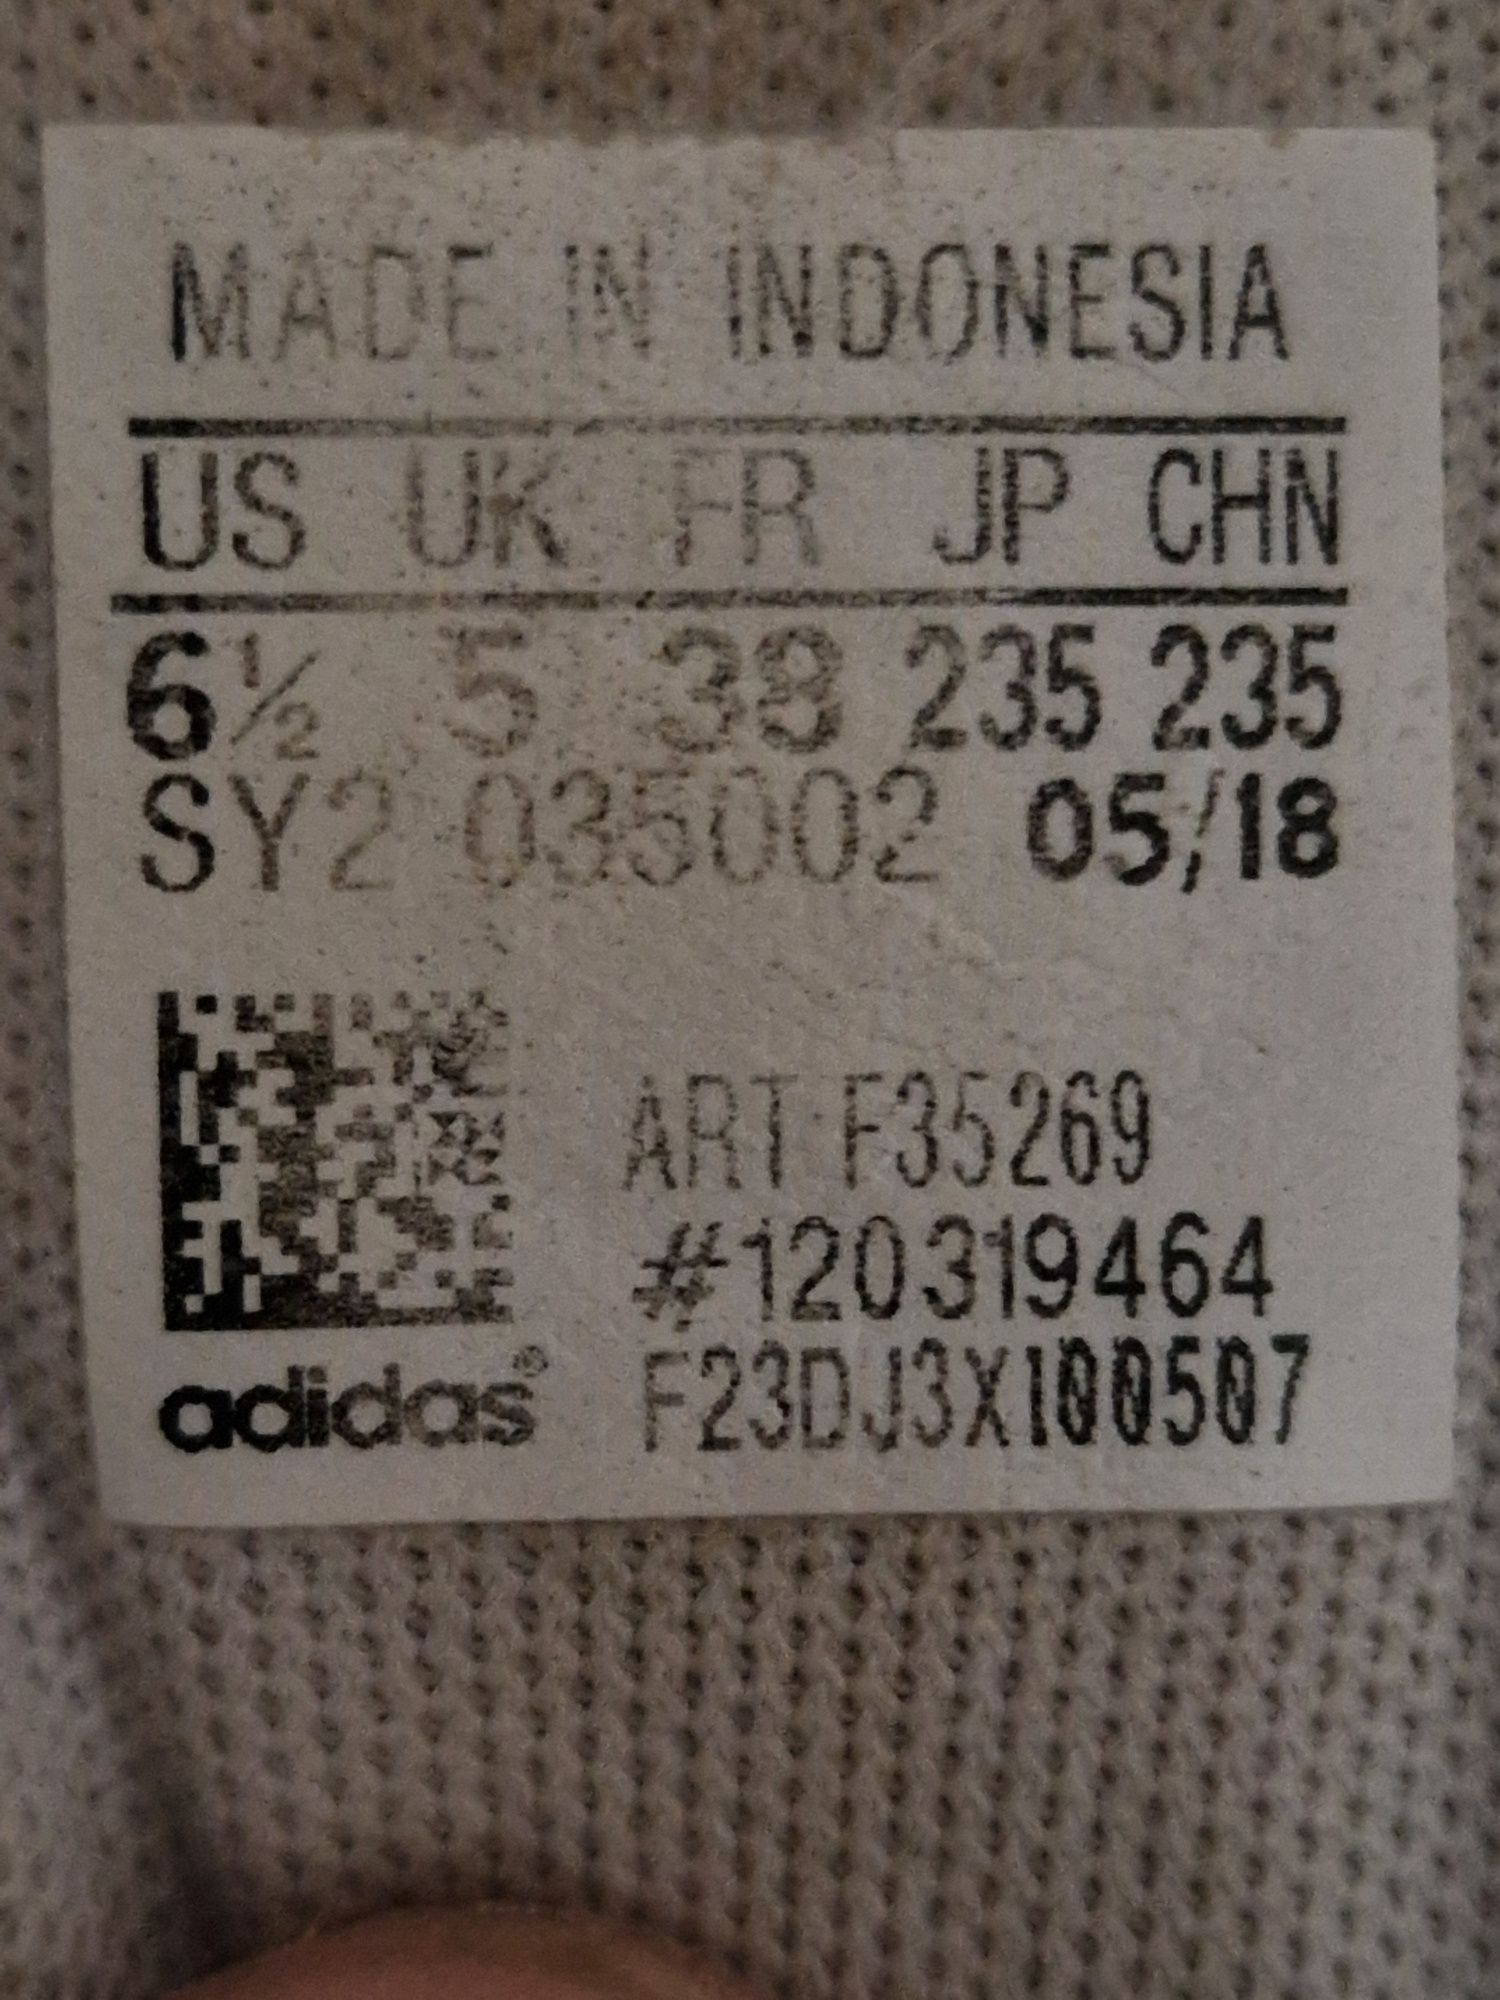 MADE IN INDONESIA
US UK FR JP CHN
6½ 5 38 235 235
SY2 035002 05/18
ART F35269
#120319464
adidas® F23DJ3X100507